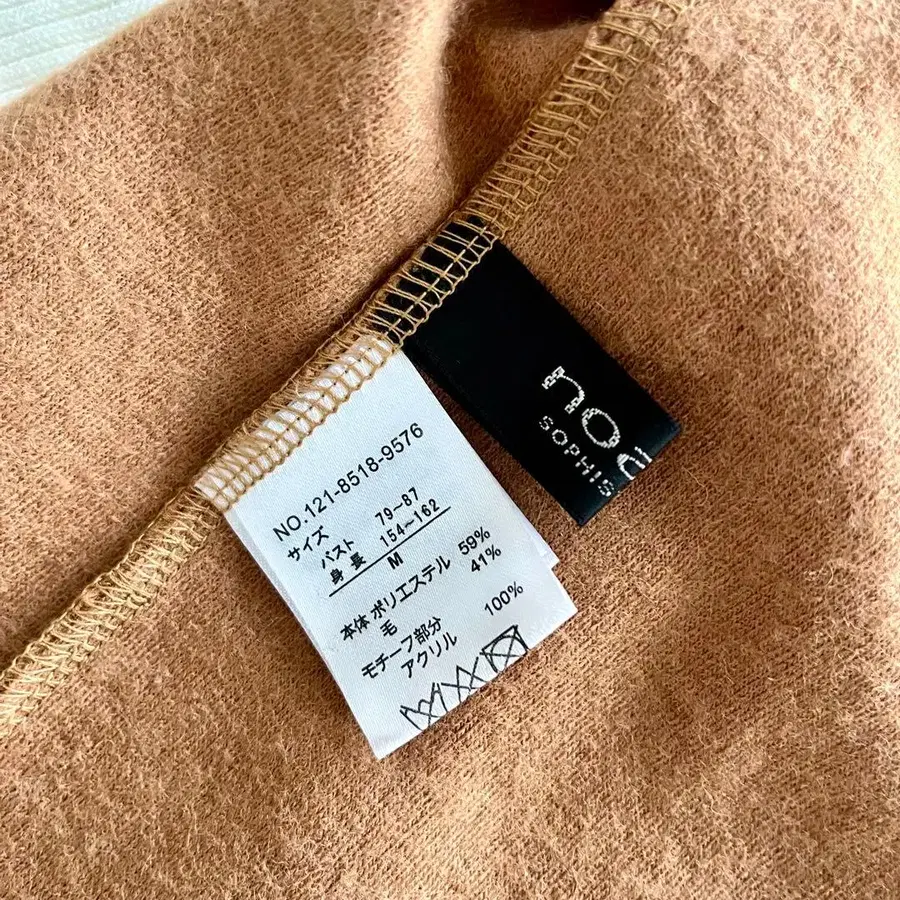 NO.121-8518-9576
サイズ
バスト 79~87
身長 154~162
M
本体 ポリエステル 59%
毛 41%
モチーフ部分
アクリル 100%
SOPHIS